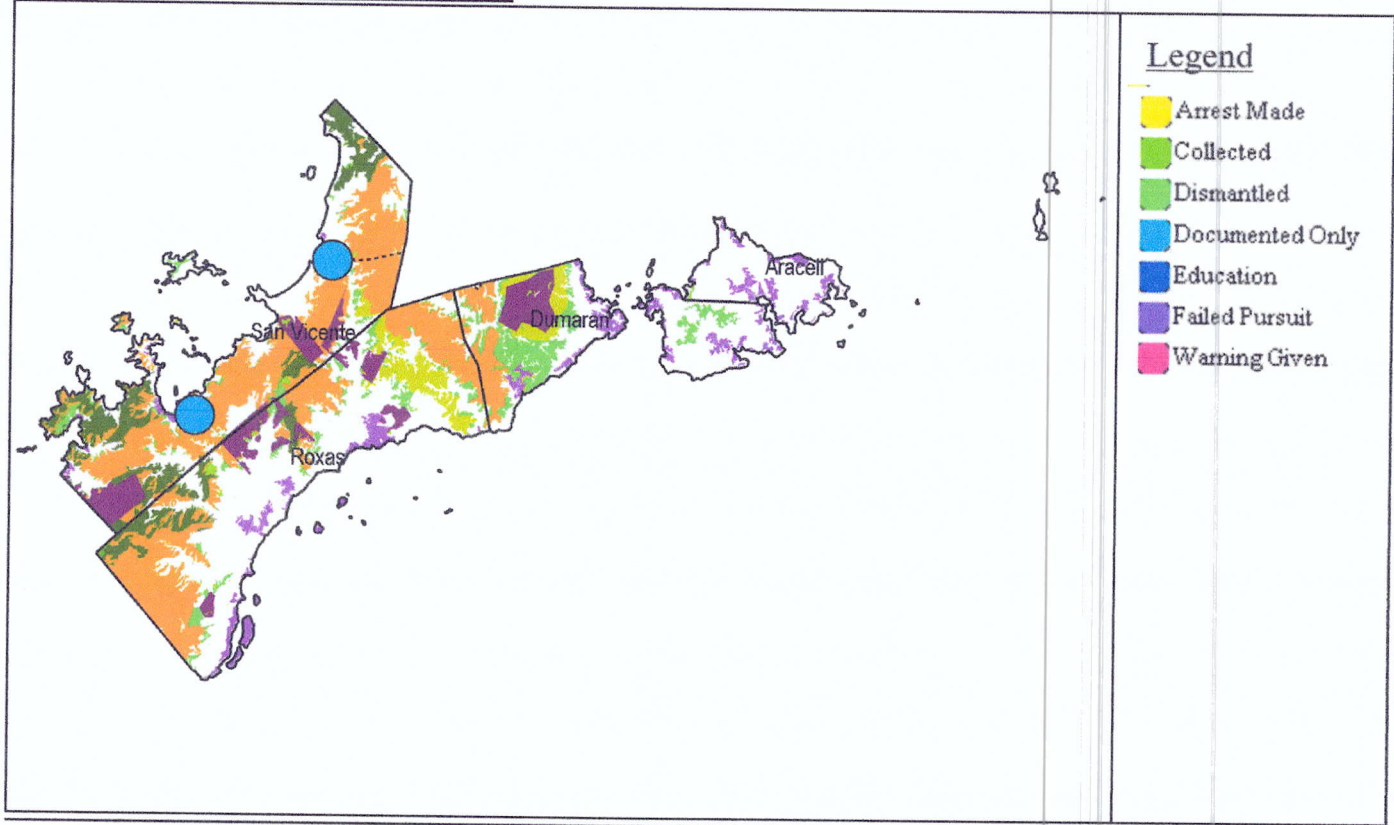 Legend
Arrest Made
Collected
Dismantled
Documented Only
Education
Failed Pursuit
Warning Given
Araceli
Dumaran
San Vicente
Roxas